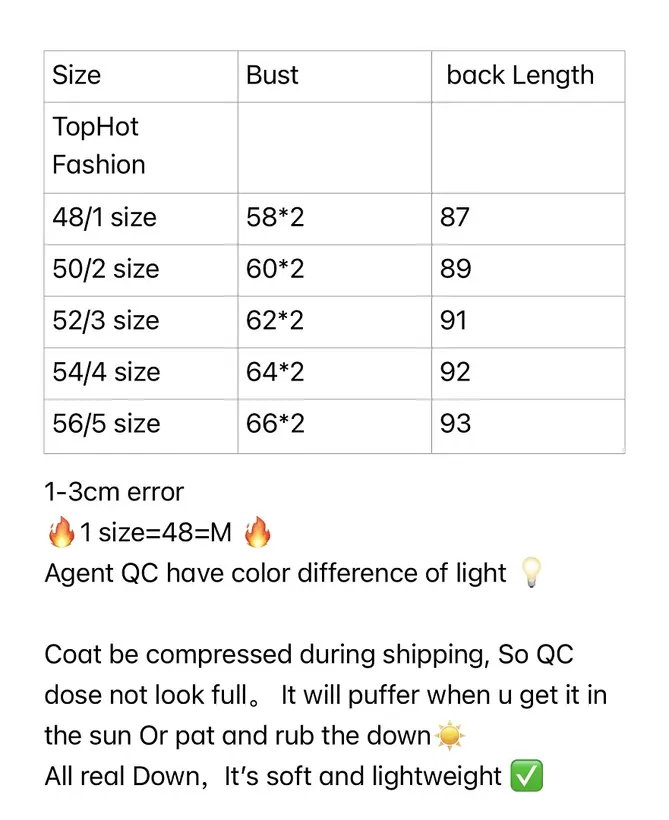 Size Bust back Length
TopHot
Fashion
48/1 size 58*2 87
50/2 size 60*2 89
52/3 size 62*2 91
54/4 size 64*2 92
56/5 size 66*2 93
1-3cm error
🔥1 size=48=M 🔥
Agent QC have color difference of light 💡
Coat be compressed during shipping, So QC
dose not look full。 It will puffer when u get it in
the sun Or pat and rub the down☀️
All real Down，It’s soft and lightweight ✅